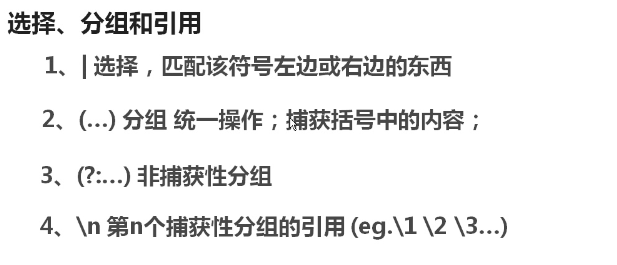 选择、分组和引用
1、| 选择，匹配该符号左边或右边的东西
2、(...) 分组 统一操作；捕获括号中的内容；
3、(?:...) 非捕获性分组
4、\n 第n个捕获性分组的引用 (eg.\1 \2 \3...)